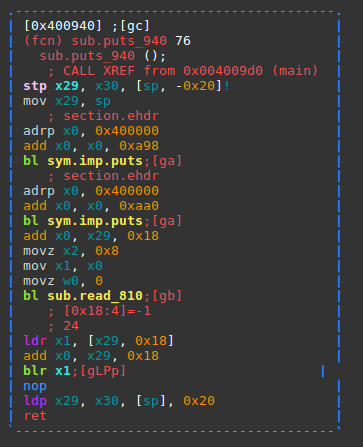 [0x400940] ;[gc]
(fcn) sub.puts_940 76
sub.puts_940 ();
; CALL XREF from 0x004009d0 (main)
stp x29, x30, [sp, -0x20]!
mov x29, sp
; section.ehdr
adrp x0, 0x400000
add x0, x0, 0xa98
bl sym.imp.puts;[ga]
; section.ehdr
adrp x0, 0x400000
add x0, x0, 0xaa0
bl sym.imp.puts;[ga]
add x0, x29, 0x18
movz x2, 0x8
mov x1, x0
movz w0, 0
bl sub.read_810;[gb]
; [0x18:4]=-1
; 24
ldr x1, [x29, 0x18]
add x0, x29, 0x18
blr x1;[gLPp]
nop
ldp x29, x30, [sp], 0x20
ret